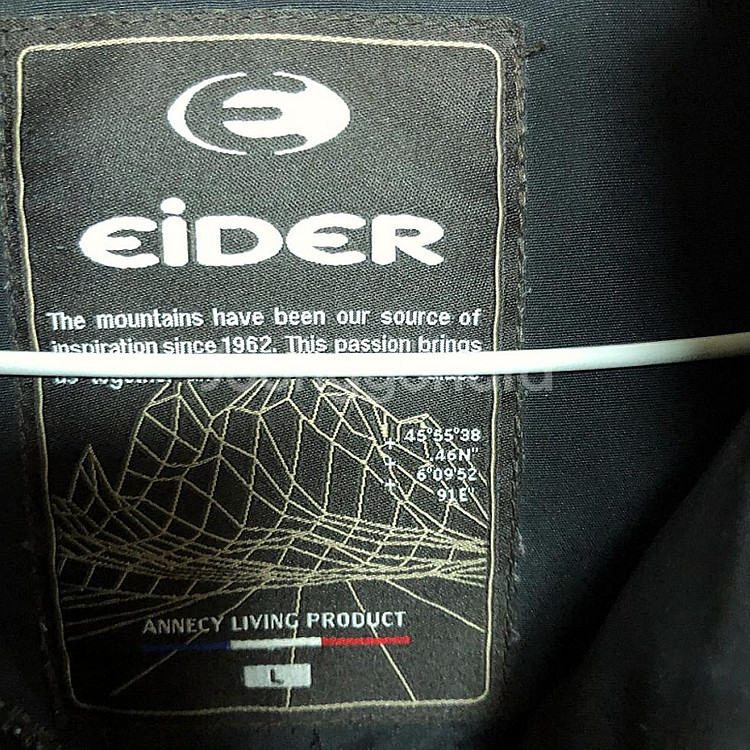 EiDER
The mountains have been our source of
inspiration since 1962. This passion brings
us
45°55'38
.46N"
6°09'52
91E"
ANNECY LIVING PRODUCT
L